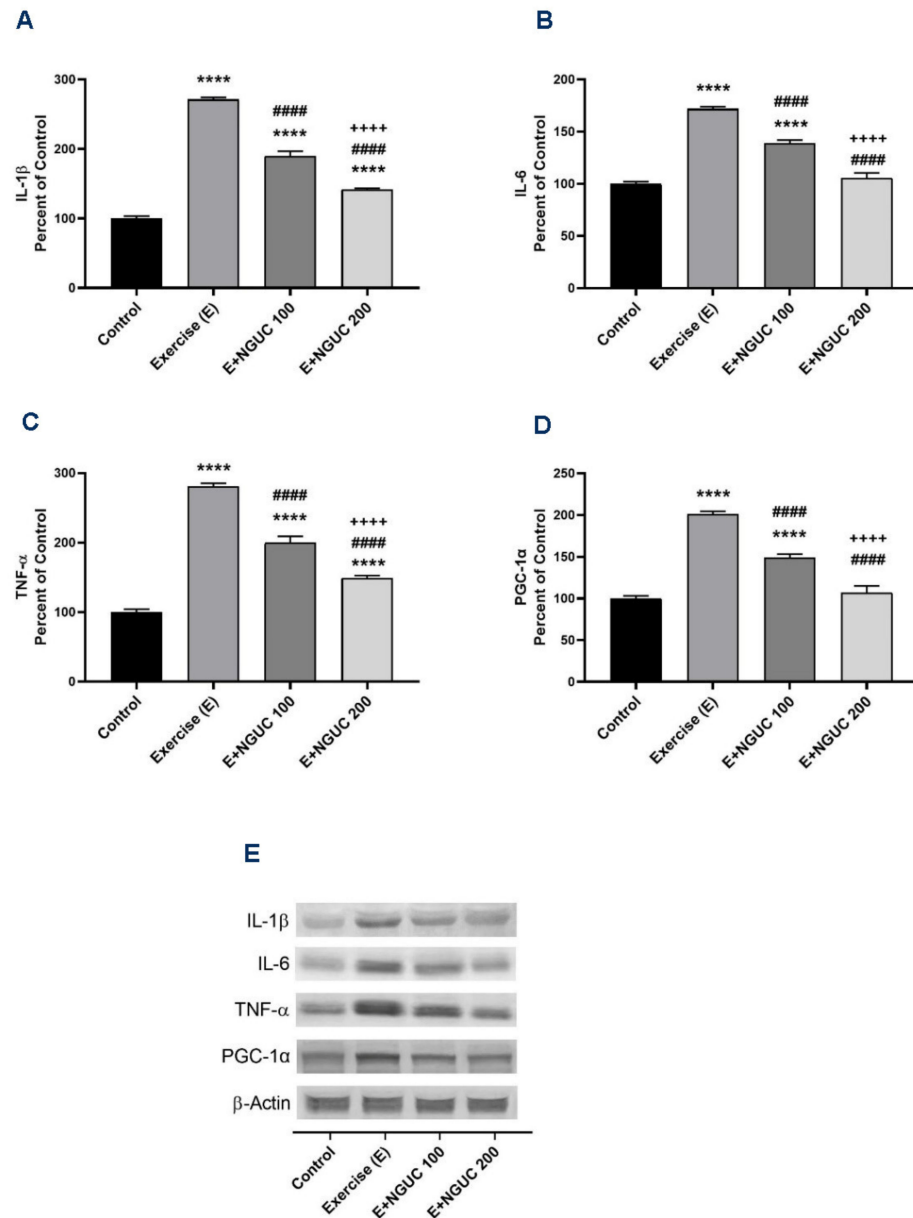 A
IL-1β
Percent of Control
300
200
100
0
****
####
****
++++
####
****
Control
Exercise (E)
E+NGUC 100
E+NGUC 200
B
IL-6
Percent of Control
200
150
100
50
0
****
####
****
++++
####
Control
Exercise (E)
E+NGUC 100
E+NGUC 200
C
TNF-α
Percent of Control
300
200
100
0
****
####
****
++++
####
****
Control
Exercise (E)
E+NGUC 100
E+NGUC 200
D
PGC-1α
Percent of Control
250
200
150
100
50
0
****
####
****
++++
####
Control
Exercise (E)
E+NGUC 100
E+NGUC 200
E
IL-1β
IL-6
TNF-α
PGC-1α
β-Actin
Control
Exercise (E)
E+NGUC 100
E+NGUC 200